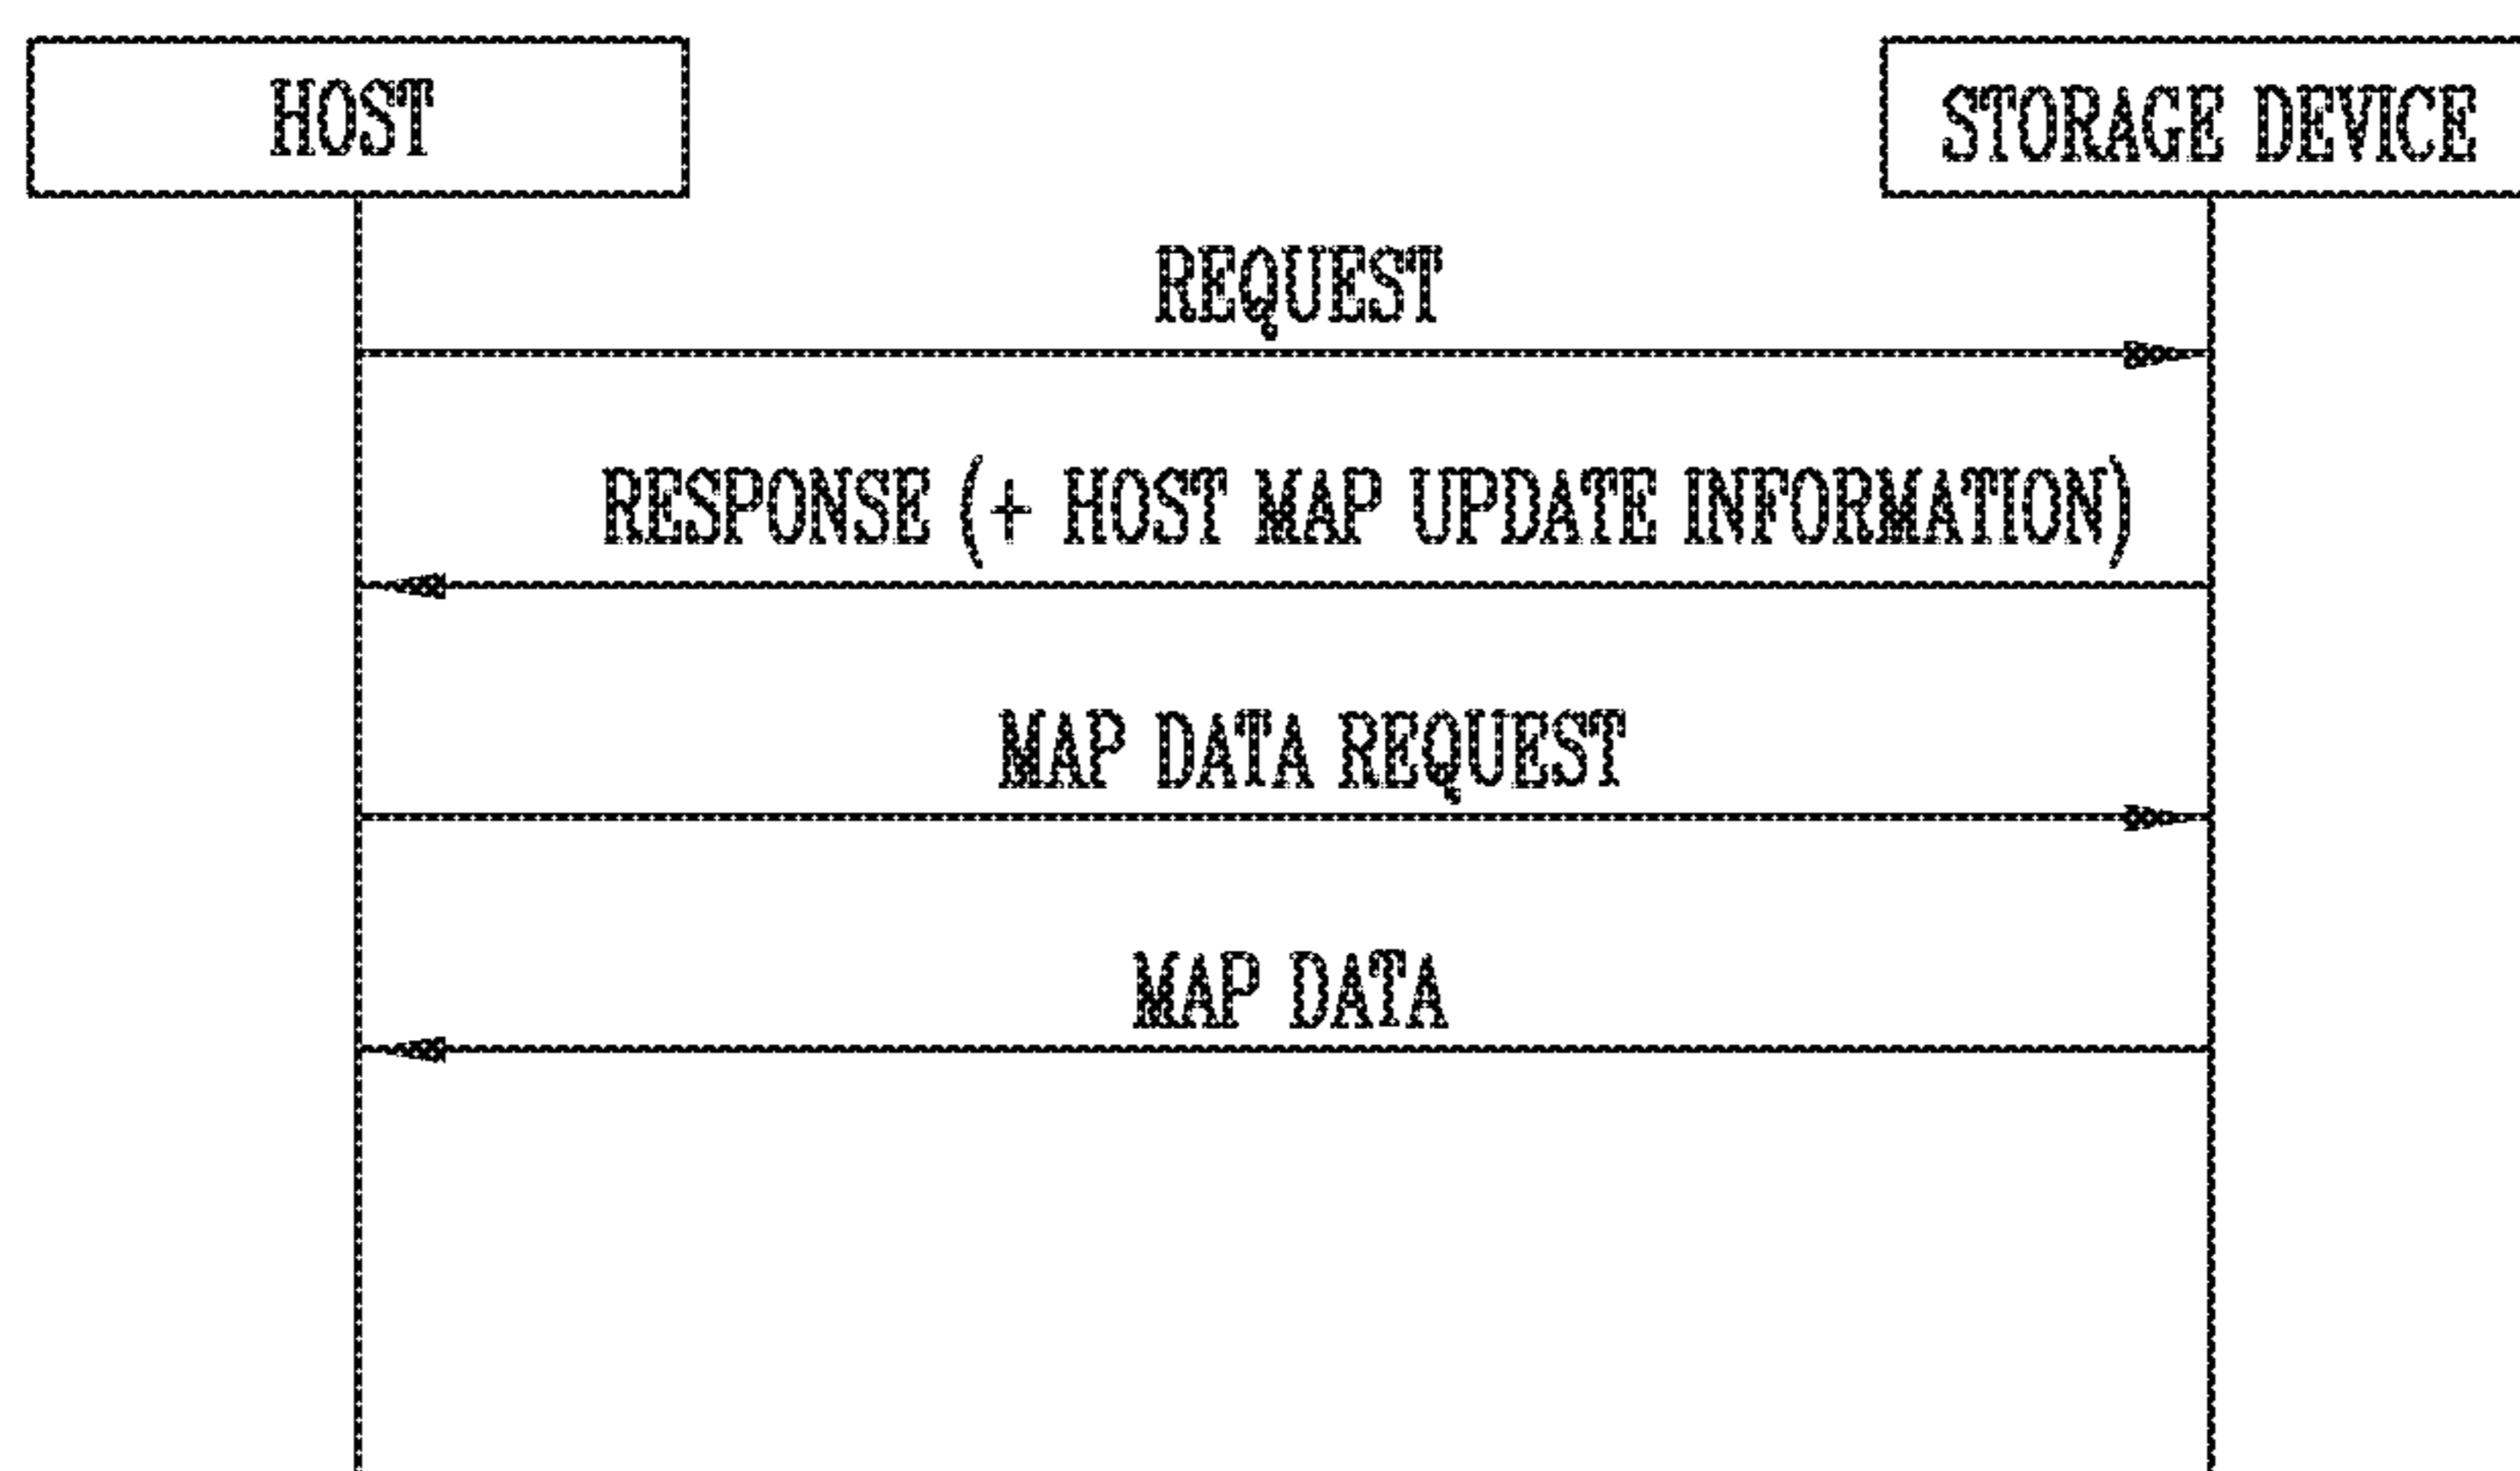 HOST
STORAGE DEVICE
REQUEST
RESPONSE (+ HOST MAP UPDATE INFORMATION)
MAP DATA REQUEST
MAP DATA